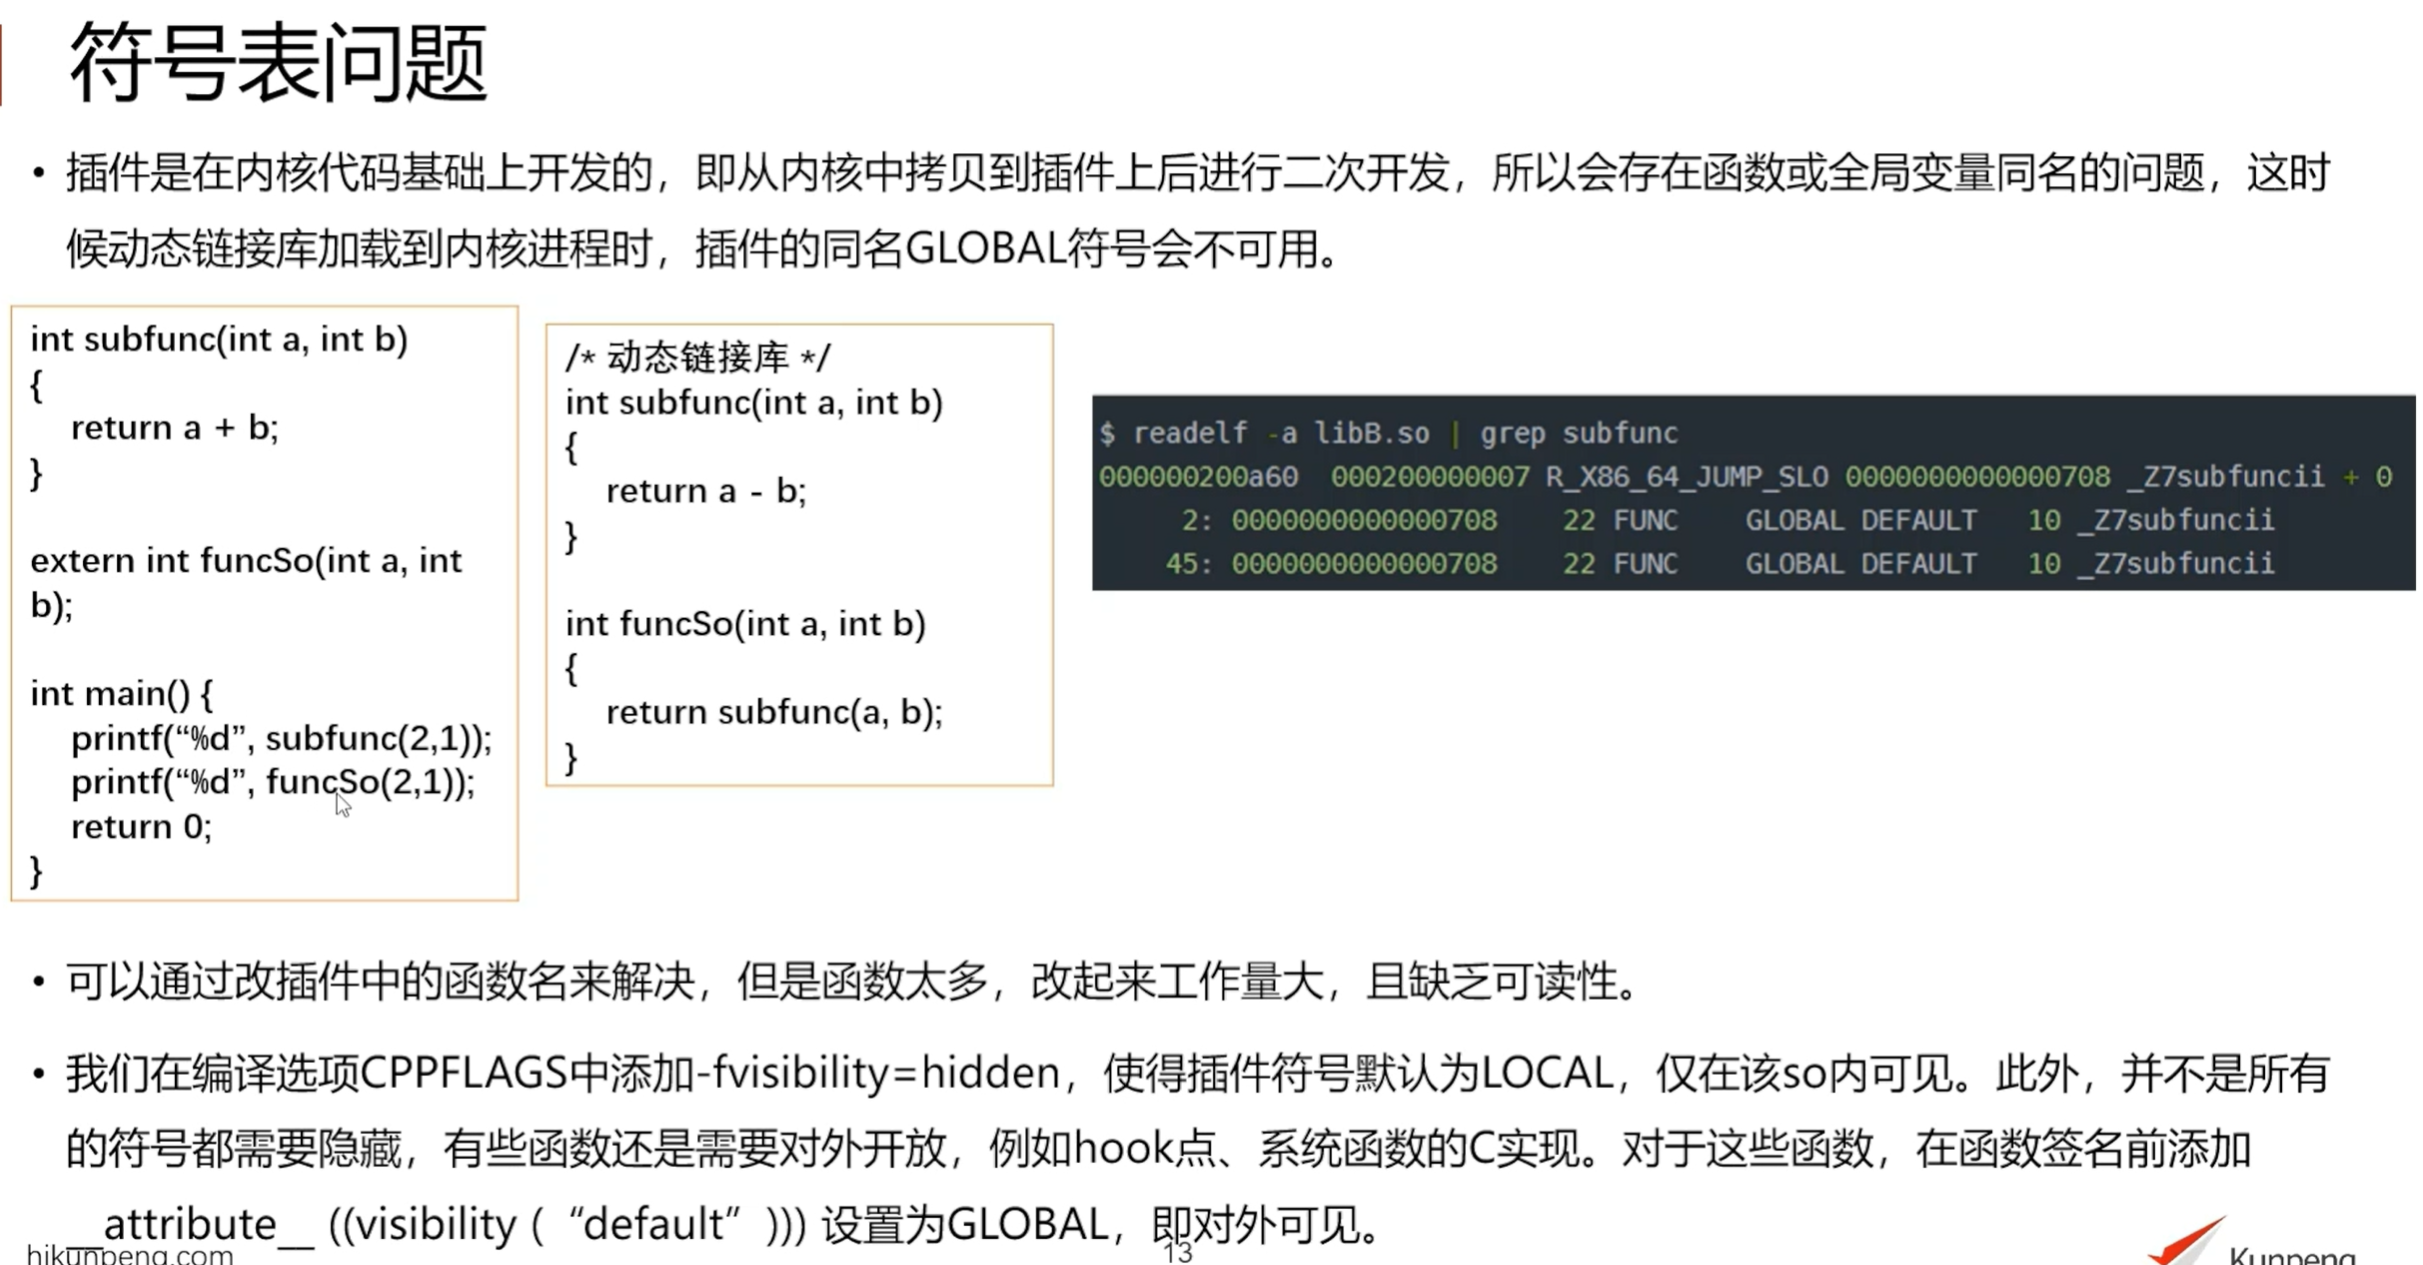 符号表问题
• 插件是在内核代码基础上开发的，即从内核中拷贝到插件上后进行二次开发，所以会存在函数或全局变量同名的问题，这时
候动态链接库加载到内核进程时，插件的同名GLOBAL符号会不可用。
int subfunc(int a, int b)
{
return a + b;
}
extern int funcSo(int a, int
b);
int main() {
printf(“%d”, subfunc(2,1));
printf(“%d”, funcSo(2,1));
return 0;
}
/* 动态链接库 */
int subfunc(int a, int b)
{
return a - b;
}
int funcSo(int a, int b)
{
return subfunc(a, b);
}
$ readelf -a libB.so | grep subfunc
000000200a60 000200000007 R_X86_64_JUMP_SLO 0000000000000708 _Z7subfuncii + 0
2: 0000000000000708 22 FUNC GLOBAL DEFAULT 10 _Z7subfuncii
45: 0000000000000708 22 FUNC GLOBAL DEFAULT 10 _Z7subfuncii
• 可以通过改插件中的函数名来解决，但是函数太多，改起来工作量大，且缺乏可读性。
• 我们在编译选项CPPFLAGS中添加-fvisibility=hidden，使得插件符号默认为LOCAL，仅在该so内可见。此外，并不是所有
的符号都需要隐藏，有些函数还是需要对外开放，例如hook点、系统函数的C实现。对于这些函数，在函数签名前添加
__attribute__ ((visibility (“default”))) 设置为GLOBAL，即对外可见。
hikunpeng.com
13
Kunpeng